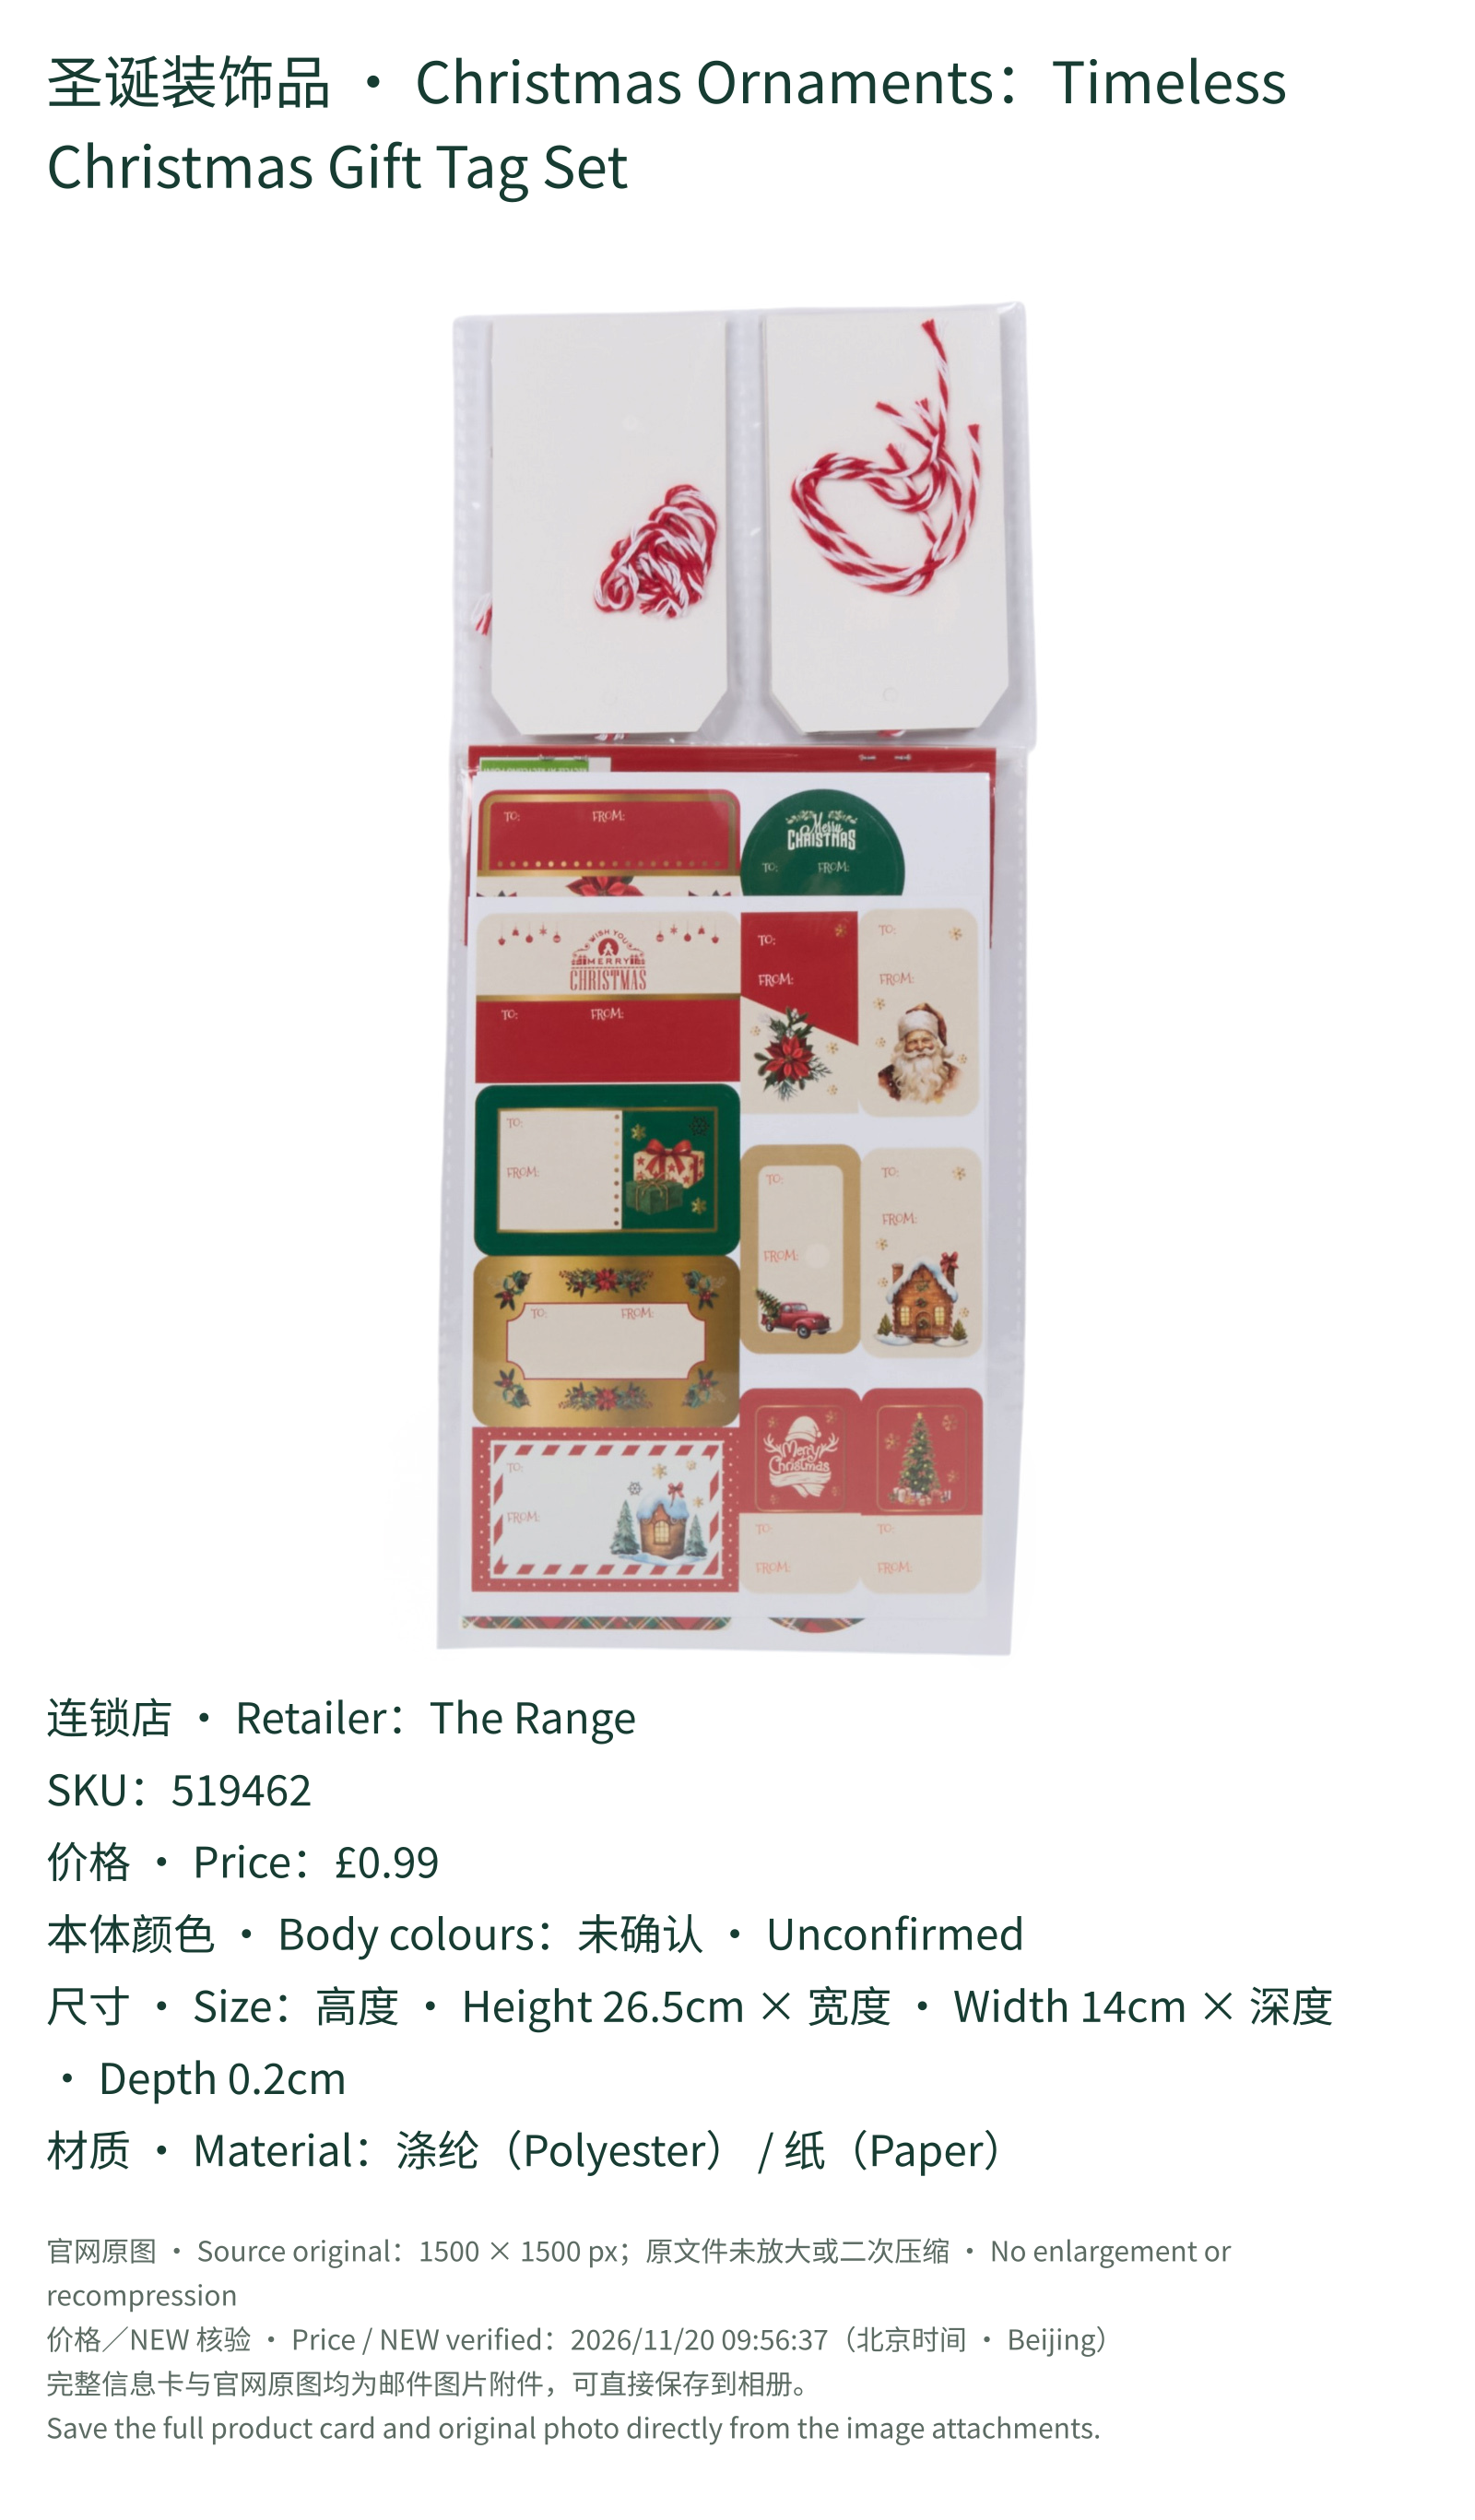 圣诞装饰品 · Christmas Ornaments：Timeless
Christmas Gift Tag Set
TO: FROM:
Merry
CHRISTMAS
TO: FROM:
WISH YOU
MERRY
CHRISTMAS
TO: FROM:
TO:
FROM:
TO:
FROM:
TO:
FROM:
TO:
FROM:
TO:
FROM:
TO: FROM:
TO:
FROM:
Merry
Christmas
TO:
FROM:
TO:
FROM:
连锁店 · Retailer：The Range
SKU：519462
价格 · Price：£0.99
本体颜色 · Body colours：未确认 · Unconfirmed
尺寸 · Size：高度 · Height 26.5cm × 宽度 · Width 14cm × 深度
· Depth 0.2cm
材质 · Material：涤纶（Polyester） / 纸（Paper）
官网原图 · Source original：1500 × 1500 px；原文件未放大或二次压缩 · No enlargement or
recompression
价格／NEW 核验 · Price / NEW verified：2026/11/20 09:56:37（北京时间 · Beijing）
完整信息卡与官网原图均为邮件图片附件，可直接保存到相册。
Save the full product card and original photo directly from the image attachments.